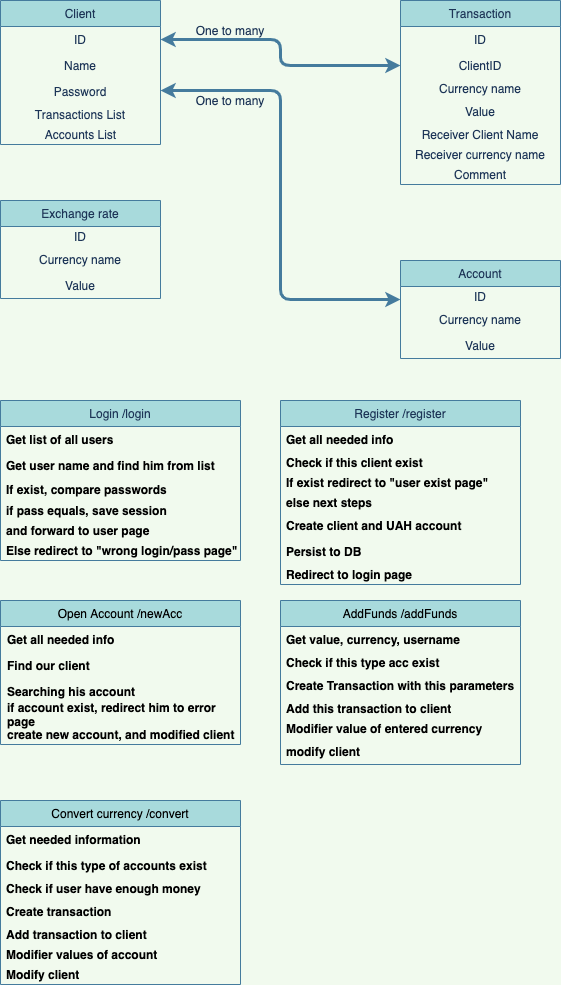 Client
ID
Name
Password
Transactions List
Accounts List
One to many
One to many
Transaction
ID
ClientID
Currency name
Value
Receiver Client Name
Receiver currency name
Comment
Exchange rate
ID
Currency name
Value
Account
ID
Currency name
Value
Login /login
Get list of all users
Get user name and find him from list
If exist, compare passwords
if pass equals, save session
and forward to user page
Else redirect to "wrong login/pass page"
Register /register
Get all needed info
Check if this client exist
If exist redirect to "user exist page"
else next steps
Create client and UAH account
Persist to DB
Redirect to login page
Open Account /newAcc
Get all needed info
Find our client
Searching his account
if account exist, redirect him to error
page
create new account, and modified client
AddFunds /addFunds
Get value, currency, username
Check if this type acc exist
Create Transaction with this parameters
Add this transaction to client
Modifier value of entered currency
modify client
Convert currency /convert
Get needed information
Check if this type of accounts exist
Check if user have enough money
Create transaction
Add transaction to client
Modifier values of account
Modify client